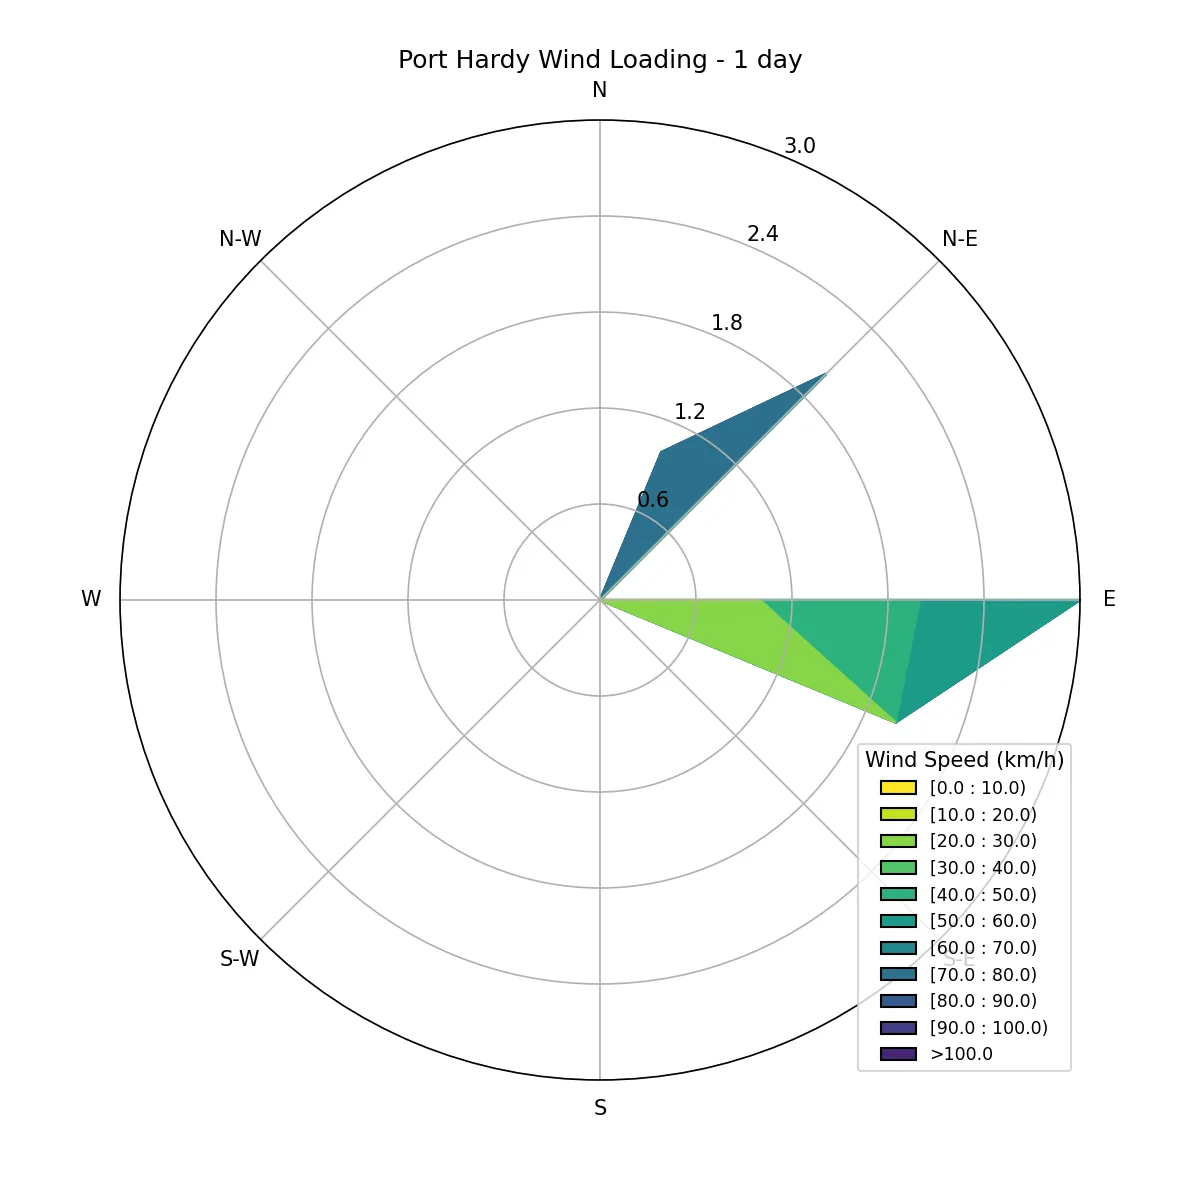 Port Hardy Wind Loading - 1 day
N
3.0
N-W
N-E
2.4
1.8
1.2
0.6
W
E
S-W
S-E
S
Wind Speed (km/h)
[0.0 : 10.0)
[10.0 : 20.0)
[20.0 : 30.0)
[30.0 : 40.0)
[40.0 : 50.0)
[50.0 : 60.0)
[60.0 : 70.0)
[70.0 : 80.0)
[80.0 : 90.0)
[90.0 : 100.0)
>100.0